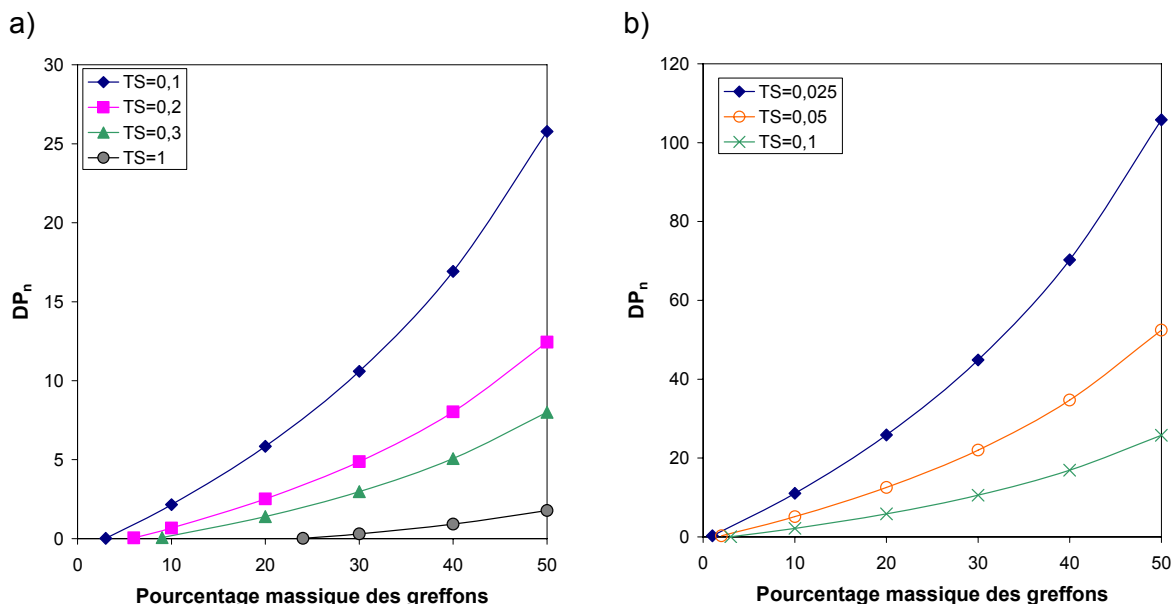 a)
30
25
20
15
10
5
0
DPn
TS=0,1
TS=0,2
TS=0,3
TS=1
0 10 20 30 40 50
Pourcentage massique des greffons
b)
120
100
80
60
40
20
0
DPn
TS=0,025
TS=0,05
TS=0,1
0 10 20 30 40 50
Pourcentage massique des greffons